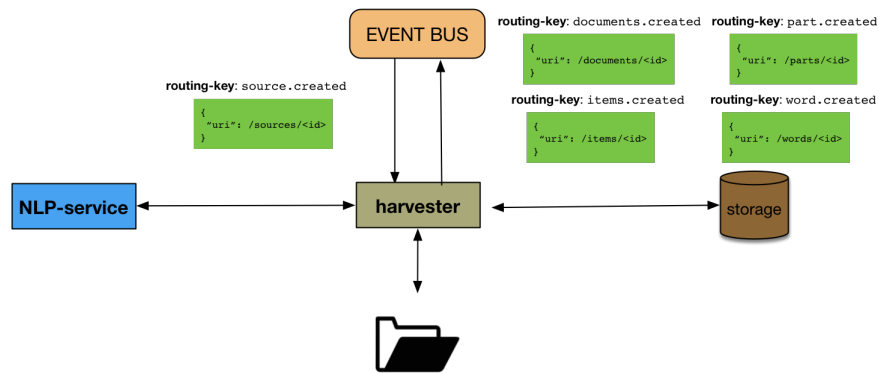 EVENT BUS
routing-key: documents.created
{
"uri": /documents/<id>
}
routing-key: part.created
{
"uri": /parts/<id>
}
routing-key: source.created
{
“uri”: /sources/<id>
}
routing-key: items.created
{
“uri”: /items/<id>
}
routing-key: word.created
{
“uri”: /words/<id>
}
NLP-service
harvester
storage